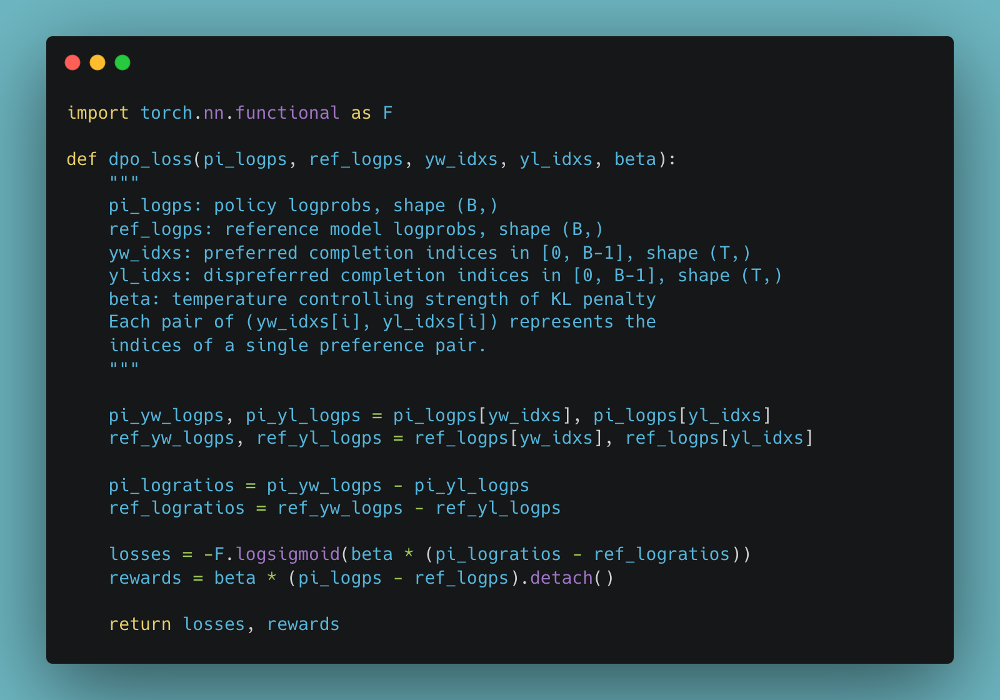 import torch.nn.functional as F
def dpo_loss(pi_logps, ref_logps, yw_idxs, yl_idxs, beta):
    """
    pi_logps: policy logprobs, shape (B,)
    ref_logps: reference model logprobs, shape (B,)
    yw_idxs: preferred completion indices in [0, B-1], shape (T,)
    yl_idxs: dispreferred completion indices in [0, B-1], shape (T,)
    beta: temperature controlling strength of KL penalty
    Each pair of (yw_idxs[i], yl_idxs[i]) represents the
    indices of a single preference pair.
    """
    pi_yw_logps, pi_yl_logps = pi_logps[yw_idxs], pi_logps[yl_idxs]
    ref_yw_logps, ref_yl_logps = ref_logps[yw_idxs], ref_logps[yl_idxs]
    pi_logratios = pi_yw_logps - pi_yl_logps
    ref_logratios = ref_yw_logps - ref_yl_logps
    losses = -F.logsigmoid(beta * (pi_logratios - ref_logratios))
    rewards = beta * (pi_logps - ref_logps).detach()
    return losses, rewards